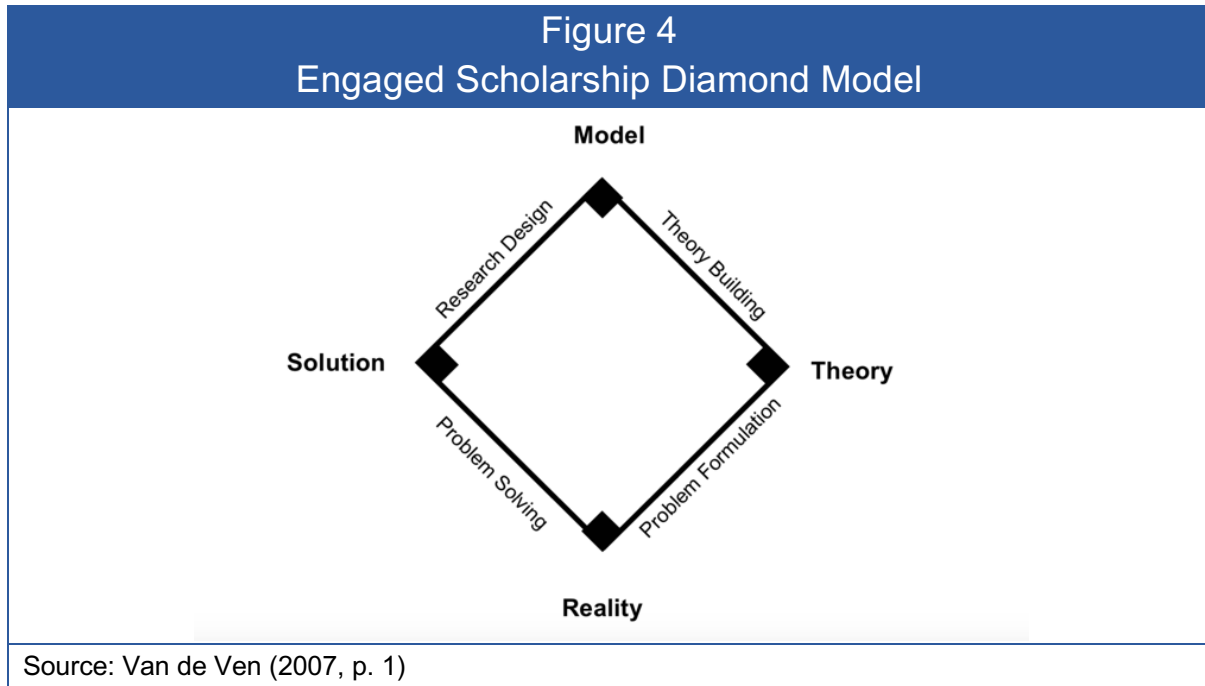 Figure 4
Engaged Scholarship Diamond Model
Model
Research Design
Theory Building
Solution
Theory
Problem Solving
Problem Formulation
Reality
Source: Van de Ven (2007, p. 1)